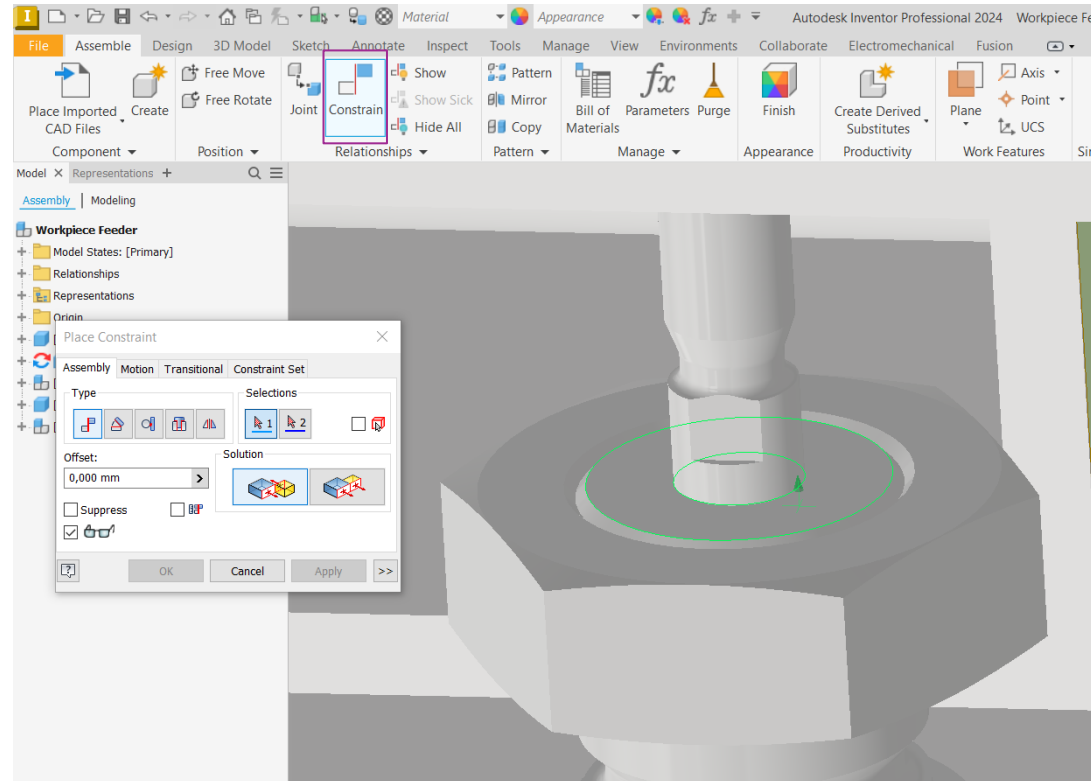 I Material Appearance fx Autodesk Inventor Professional 2024 Workpiece Fe
File Assemble Design 3D Model Sketch Annotate Inspect Tools Manage View Environments Collaborate Electromechanical Fusion
Place Imported CAD Files
Create
Free Move
Free Rotate
Joint
Constrain
Show
Show Sick
Hide All
Pattern
Mirror
Copy
Bill of Materials
fx
Parameters
Purge
Finish
Create Derived Substitutes
Plane
Axis
Point
UCS
Component Position Relationships Pattern Manage Appearance Productivity Work Features Sir
Model × Representations +
Assembly | Modeling
Workpiece Feeder
Model States: [Primary]
Relationships
Representations
Origin
Place Constraint
Assembly Motion Transitional Constraint Set
Type Selections
1 2
Offset: Solution
0,000 mm >
Suppress
? OK Cancel Apply >>